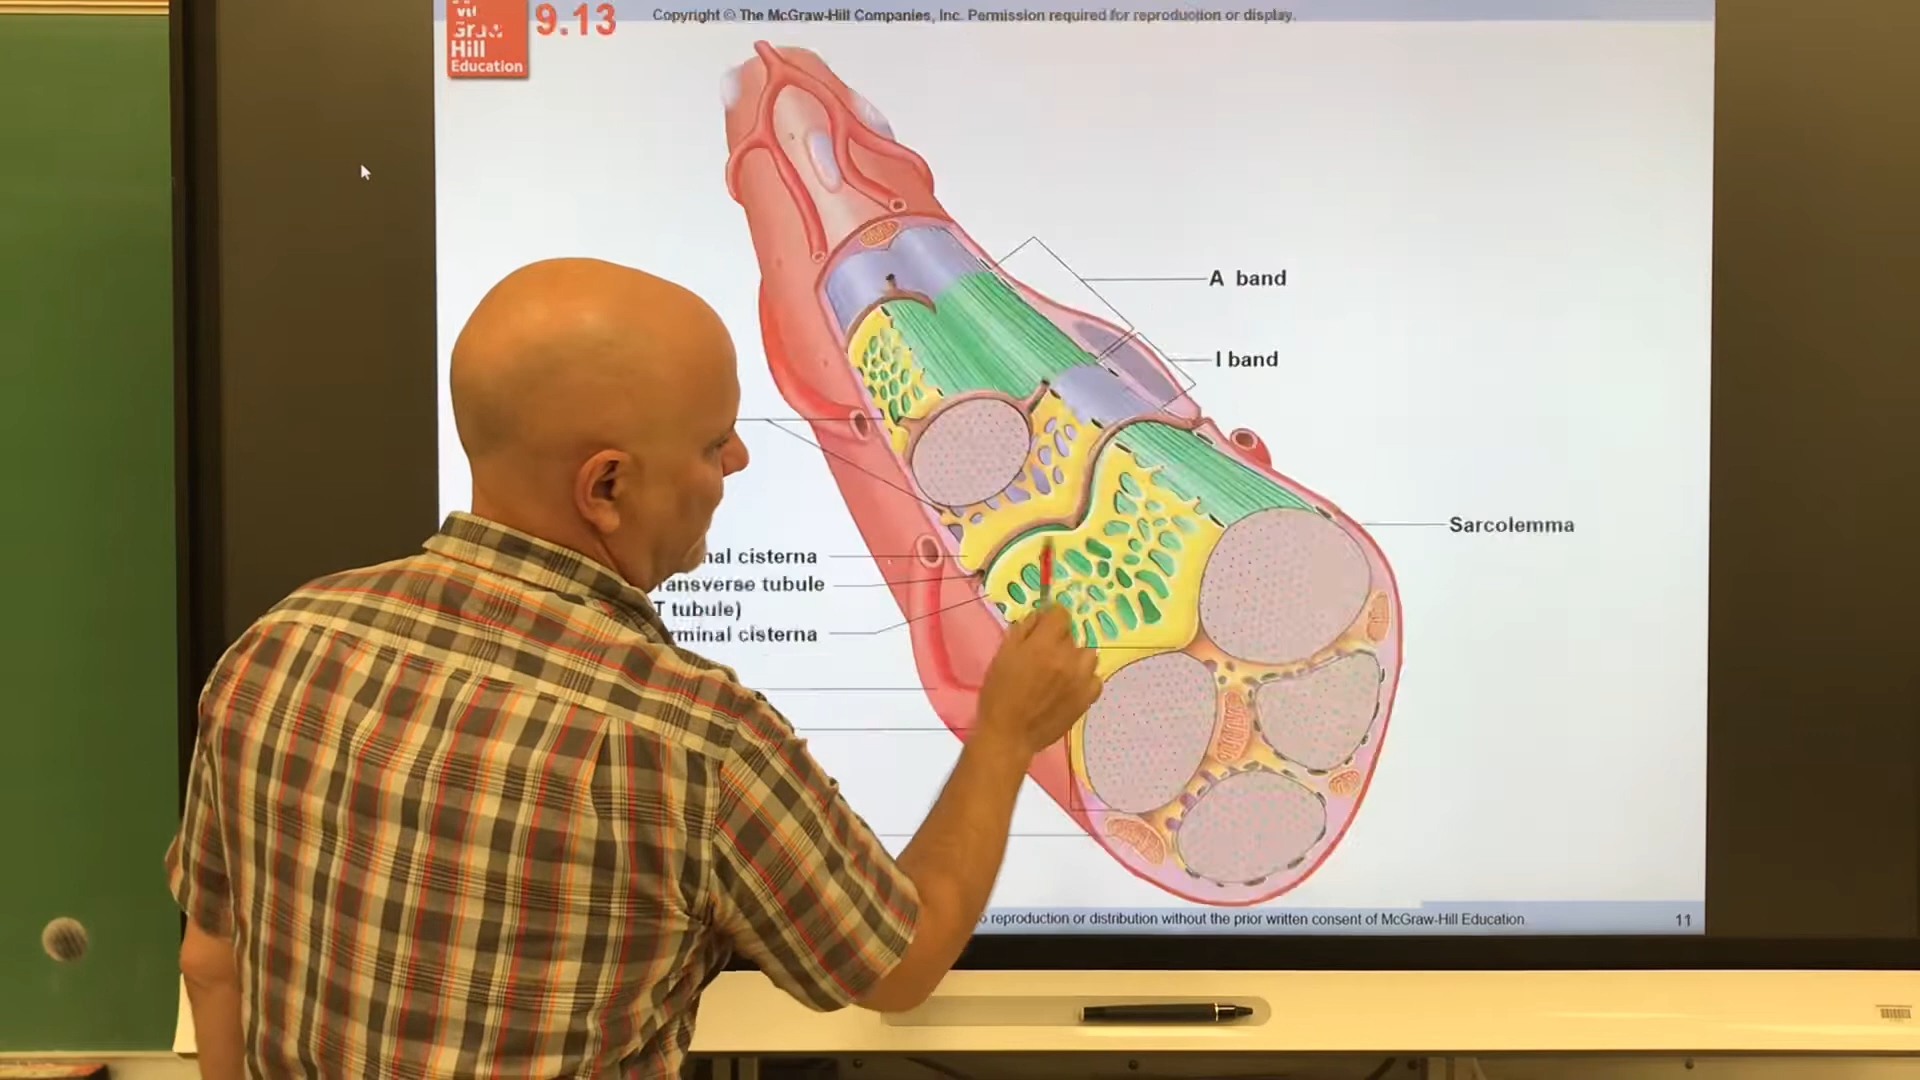 Hill
Education
9.13
Copyright © The McGraw-Hill Companies, Inc. Permission required for reproduction or display.
A band
I band
Sarcolemma
nal cisterna
ransverse tubule
T tubule)
rminal cisterna
o reproduction or distribution without the prior written consent of McGraw-Hill Education.
11